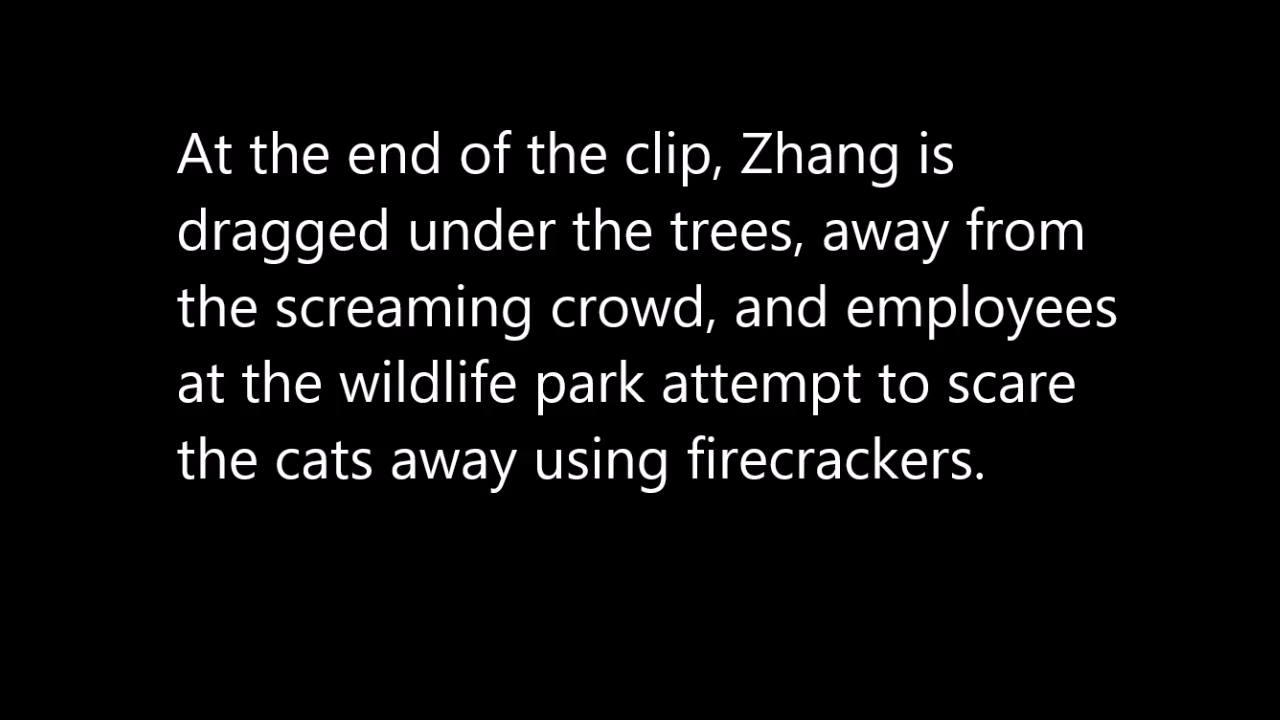 At the end of the clip, Zhang is
dragged under the trees, away from
the screaming crowd, and employees
at the wildlife park attempt to scare
the cats away using firecrackers.